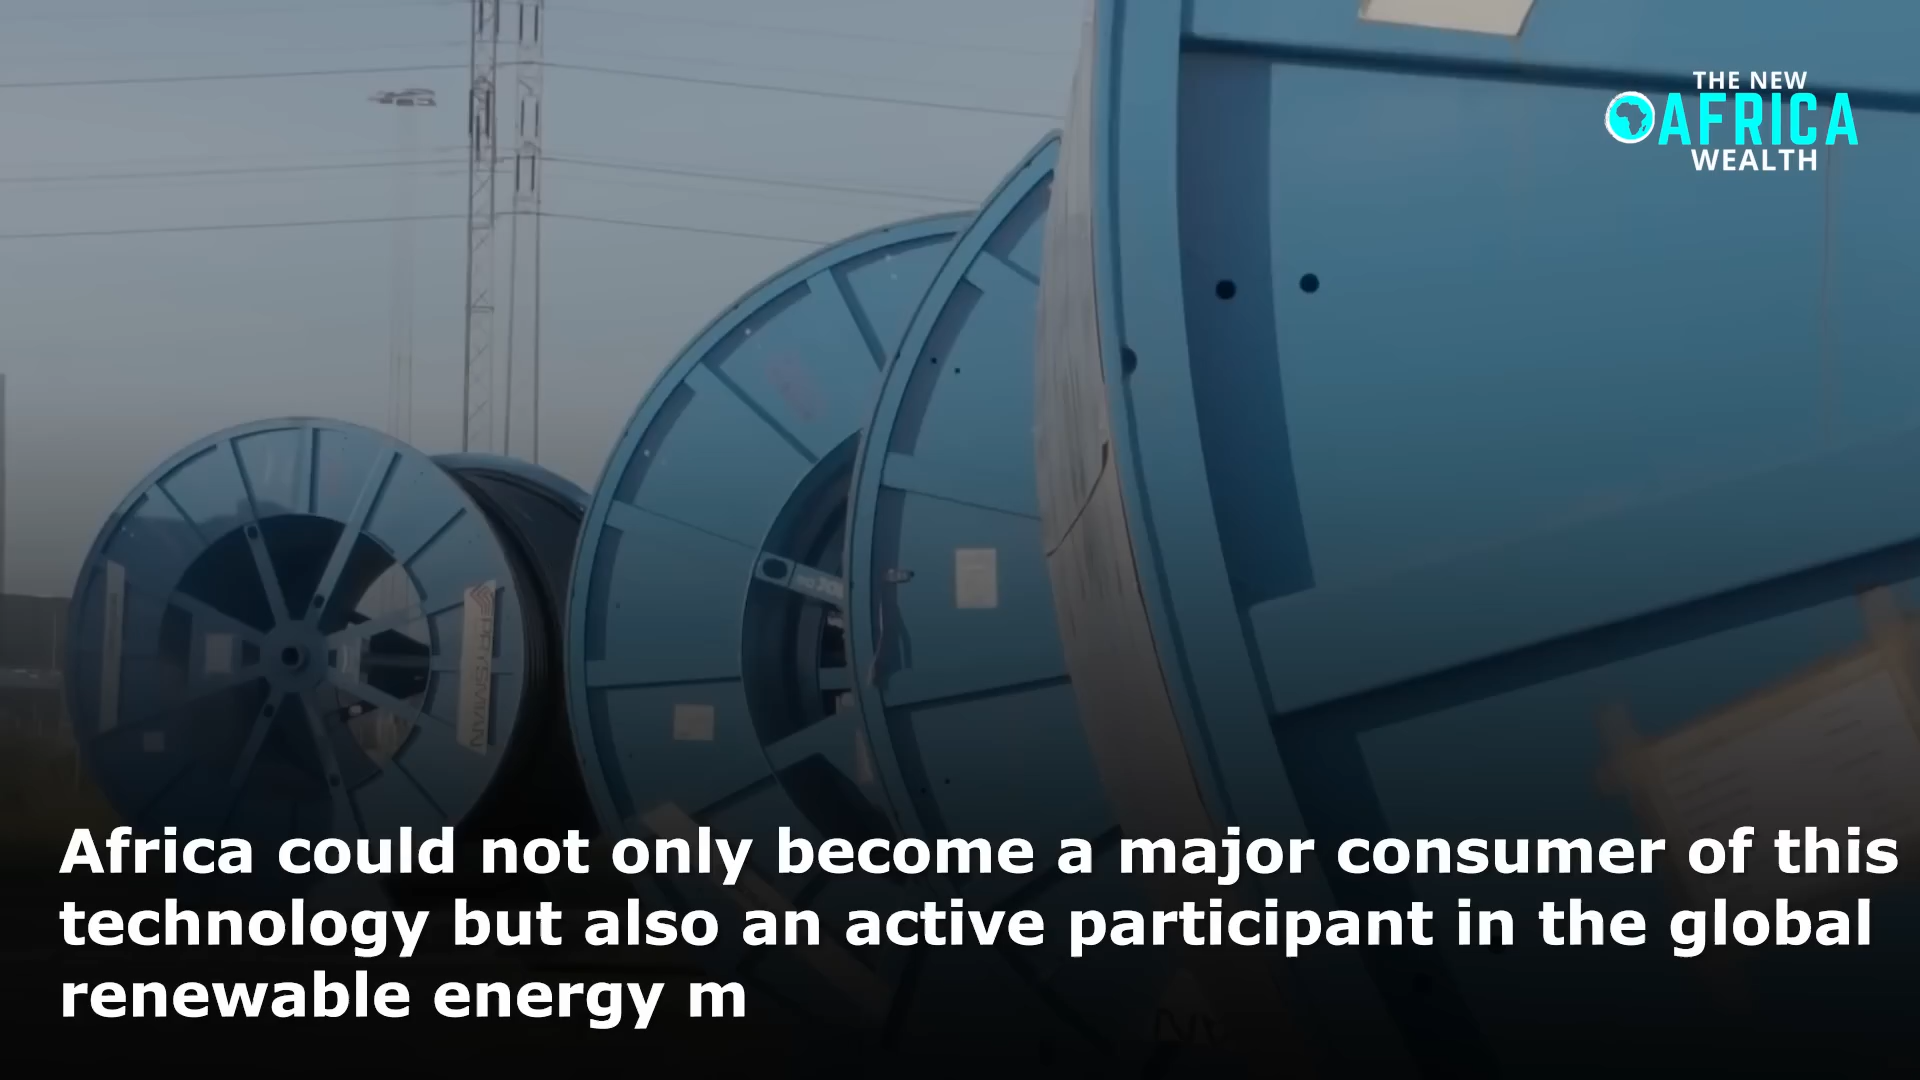 THE NEW
AFRICA
WEALTH
PRYSMIAN
Africa could not only become a major consumer of this
technology but also an active participant in the global
renewable energy m